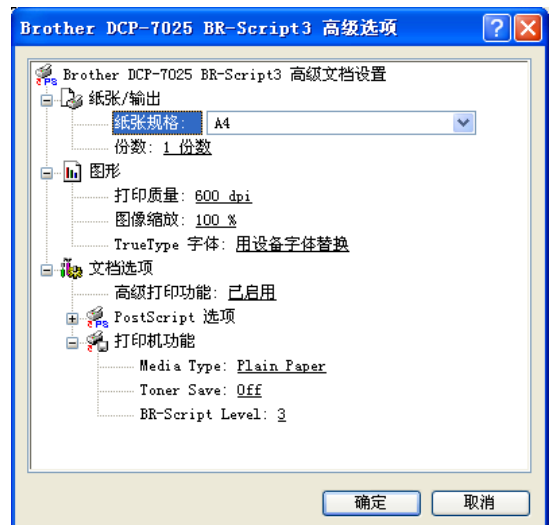 Brother DCP-7025 BR-Script3 高级选项
Brother DCP-7025 BR-Script3 高级文档设置
纸张/输出
纸张规格: A4
份数: 1 份数
图形
打印质量: 600 dpi
图像缩放: 100 %
TrueType 字体: 用设备字体替换
文档选项
高级打印功能: 已启用
PostScript 选项
打印机功能
Media Type: Plain Paper
Toner Save: Off
BR-Script Level: 3
确定 取消